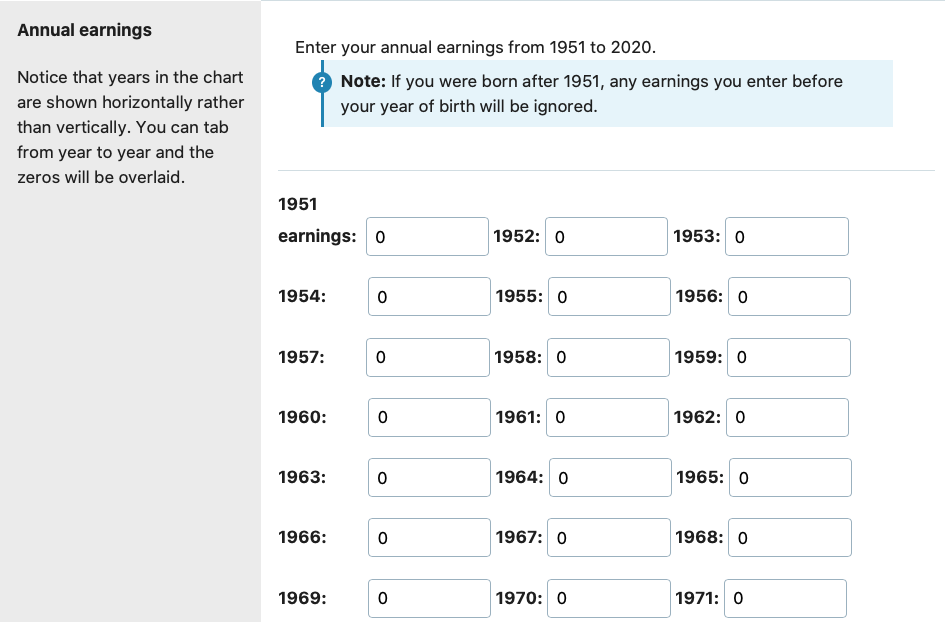 Annual earnings
Notice that years in the chart
are shown horizontally rather
than vertically. You can tab
from year to year and the
zeros will be overlaid.
Enter your annual earnings from 1951 to 2020.
? Note: If you were born after 1951, any earnings you enter before
your year of birth will be ignored.
1951
earnings: 0 1952: 0 1953: 0
1954: 0 1955: 0 1956: 0
1957: 0 1958: 0 1959: 0
1960: 0 1961: 0 1962: 0
1963: 0 1964: 0 1965: 0
1966: 0 1967: 0 1968: 0
1969: 0 1970: 0 1971: 0